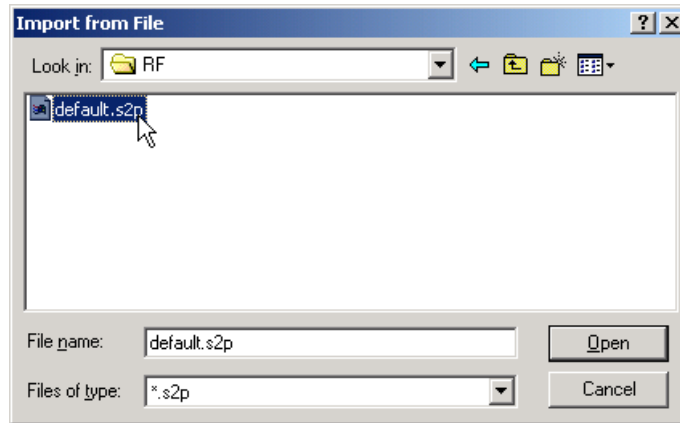 Import from File
Look in: RF
default.s2p
File name: default.s2p Open
Files of type: *.s2p Cancel